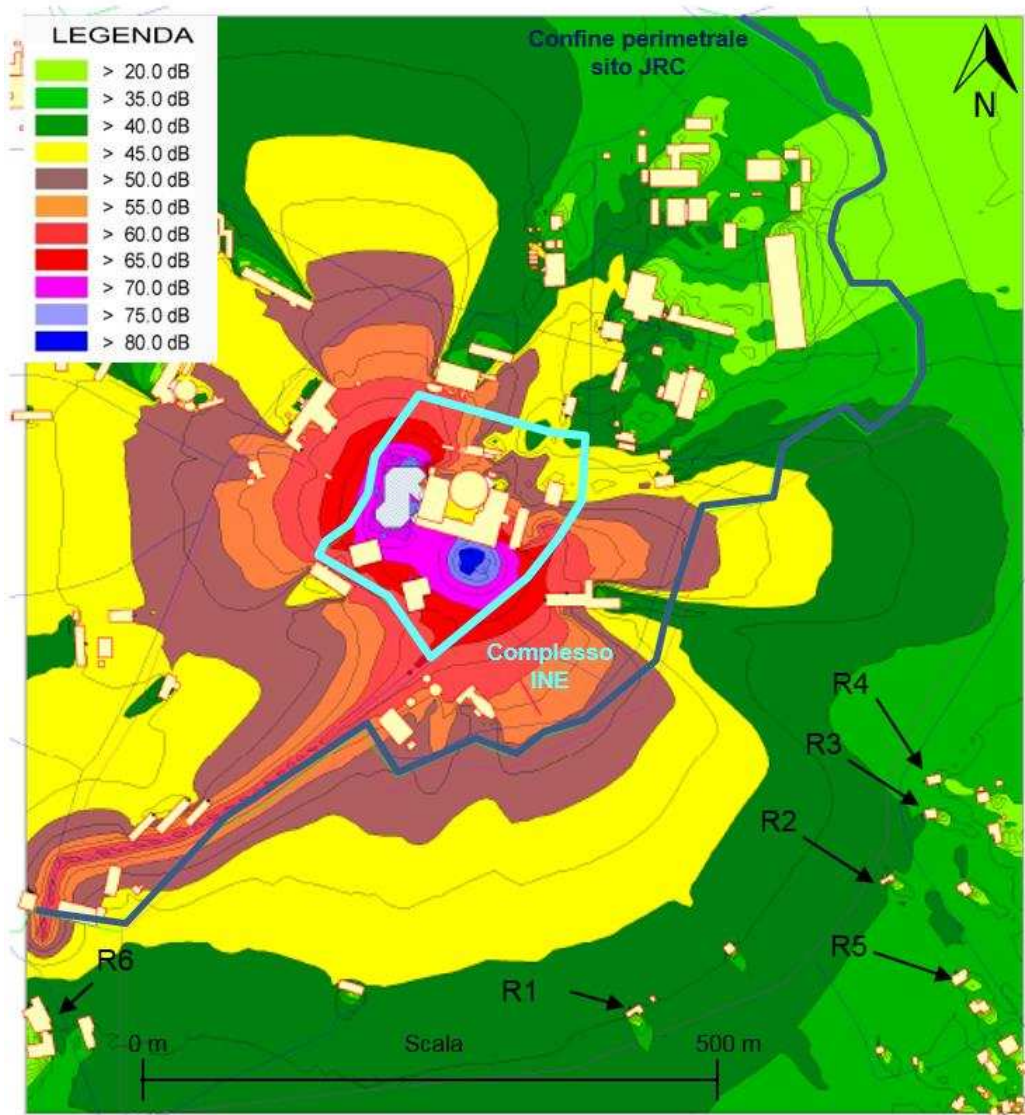 LEGENDA
> 20.0 dB
> 35.0 dB
> 40.0 dB
> 45.0 dB
> 50.0 dB
> 55.0 dB
> 60.0 dB
> 65.0 dB
> 70.0 dB
> 75.0 dB
> 80.0 dB
Confine perimetrale
sito JRC
N
Complesso
INE
R4
R3
R2
R5
R6
R1
0 m
Scala
500 m